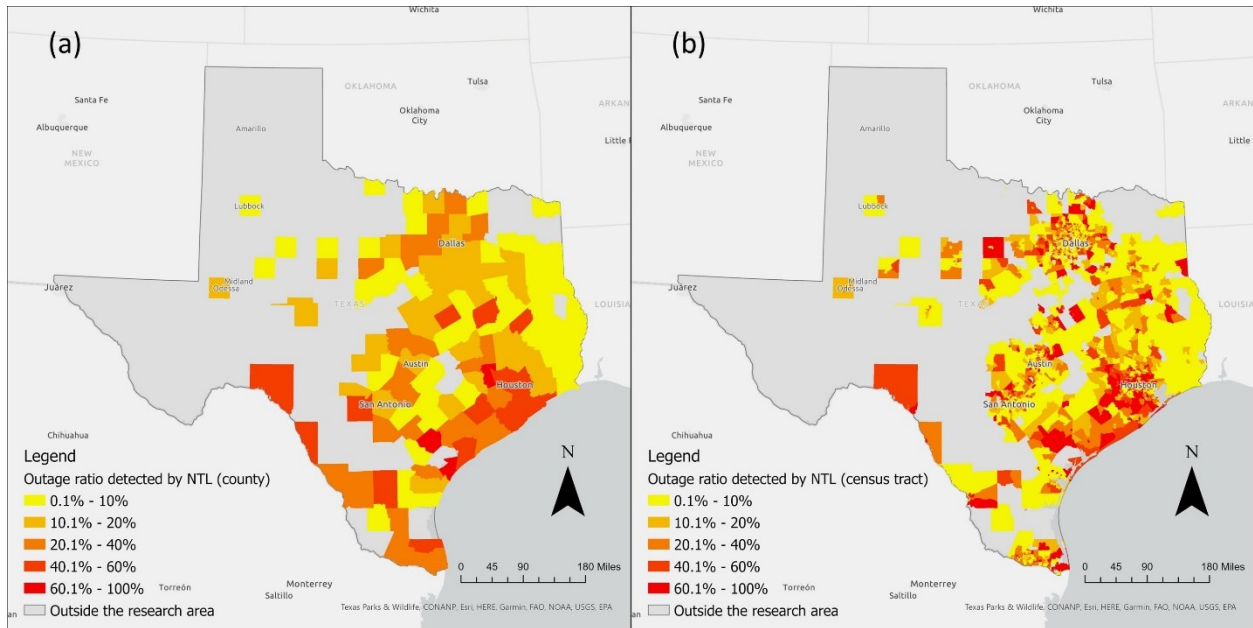 (a)
Wichita
Santa Fe
Albuquerque
NEW
MEXICO
Amarillo
OKLAHOMA
Tulsa
Oklahoma
City
ARKAN
Little
Lubbock
Dallas
Midland
Odessa
Juárez
TEXAS
LOUISIA
Austin
Houston
San Antonio
Chihuahua
Legend
Outage ratio detected by NTL (county)
0.1% - 10%
10.1% - 20%
20.1% - 40%
40.1% - 60%
60.1% - 100%
Outside the research area
Torreón
Monterrey
Saltillo
N
0 45 90 180 Miles
Texas Parks & Wildlife, CONANP, Esri, HERE, Garmin, FAO, NOAA, USGS, EPA
(b)
Wichita
Santa Fe
Albuquerque
NEW
MEXICO
Amarillo
OKLAHOMA
Tulsa
Oklahoma
City
ARKAN
Little
Lubbock
Dallas
Midland
Odessa
Juárez
TEXAS
LOUISIA
Austin
Houston
San Antonio
Chihuahua
Legend
Outage ratio detected by NTL (census tract)
0.1% - 10%
10.1% - 20%
20.1% - 40%
40.1% - 60%
60.1% - 100%
Outside the research area
Torreón
Monterrey
Saltillo
N
0 45 90 180 Miles
Texas Parks & Wildlife, CONANP, Esri, HERE, Garmin, FAO, NOAA, USGS, EPA